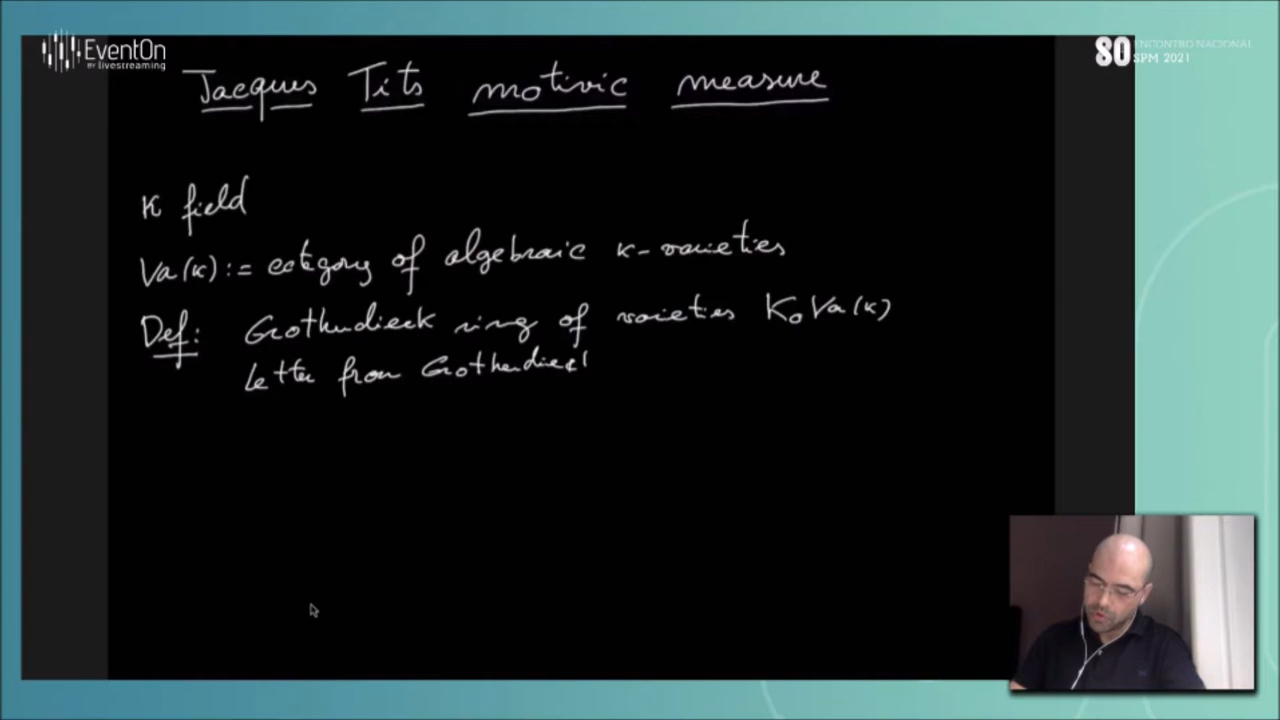 EventOn
BY livestreaming
80 ENCONTRO NACIONAL
SPM 2021
Jacques Tits motivic measure
K field
Va(k) := category of algebraic k-varieties
Def: Grothendieck ring of varieties K₀Va(k)
Letter from Grothendieck